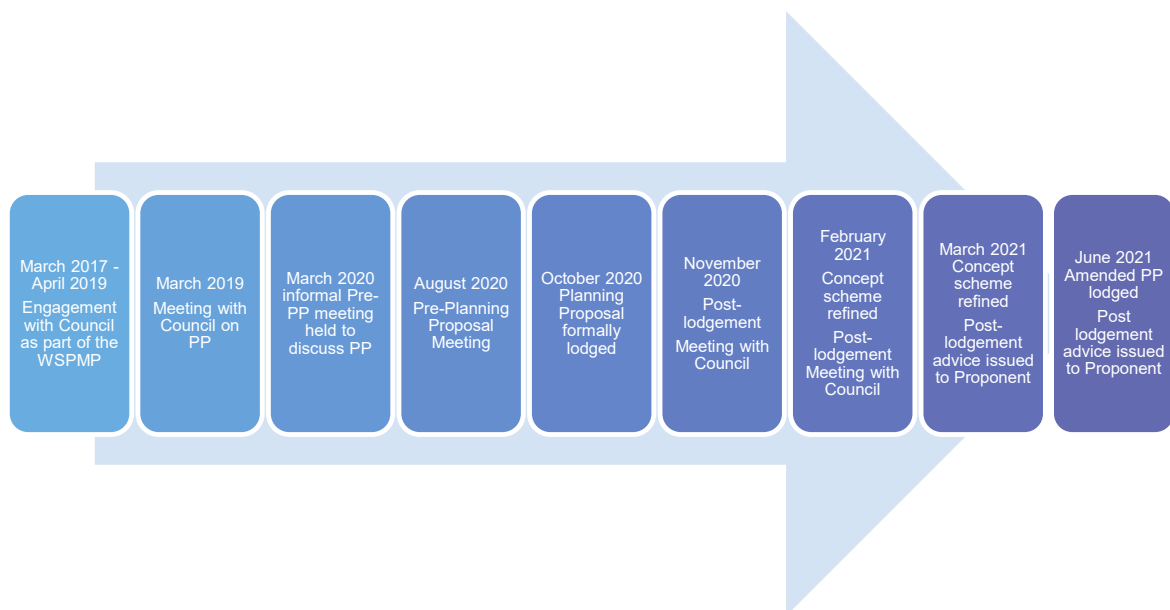 March 2017 -
April 2019
Engagement
with Council
as part of the
WSPMP
March 2019
Meeting with
Council on
PP
March 2020
informal Pre-
PP meeting
held to
discuss PP
August 2020
Pre-Planning
Proposal
Meeting
October 2020
Planning
Proposal
formally
lodged
November
2020
Post-
lodgement
Meeting with
Council
February
2021
Concept
scheme
refined
Post-
lodgement
Meeting with
Council
March 2021
Concept
scheme
refined
Post-
lodgement
advice issued
to Proponent
June 2021
Amended PP
lodged
Post
lodgement
advice issued
to Proponent